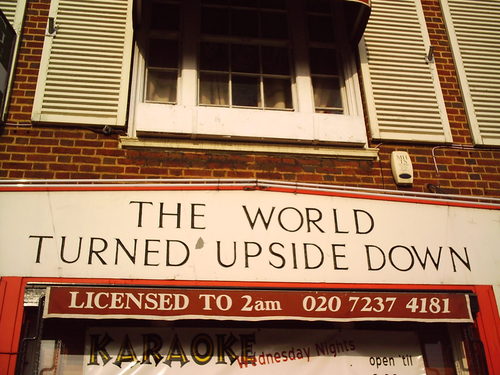 THE WORLD
TURNED UPSIDE DOWN
LICENSED TO 2am 020 7237 4181
KARAOKE Wednesday Nights
open 'til